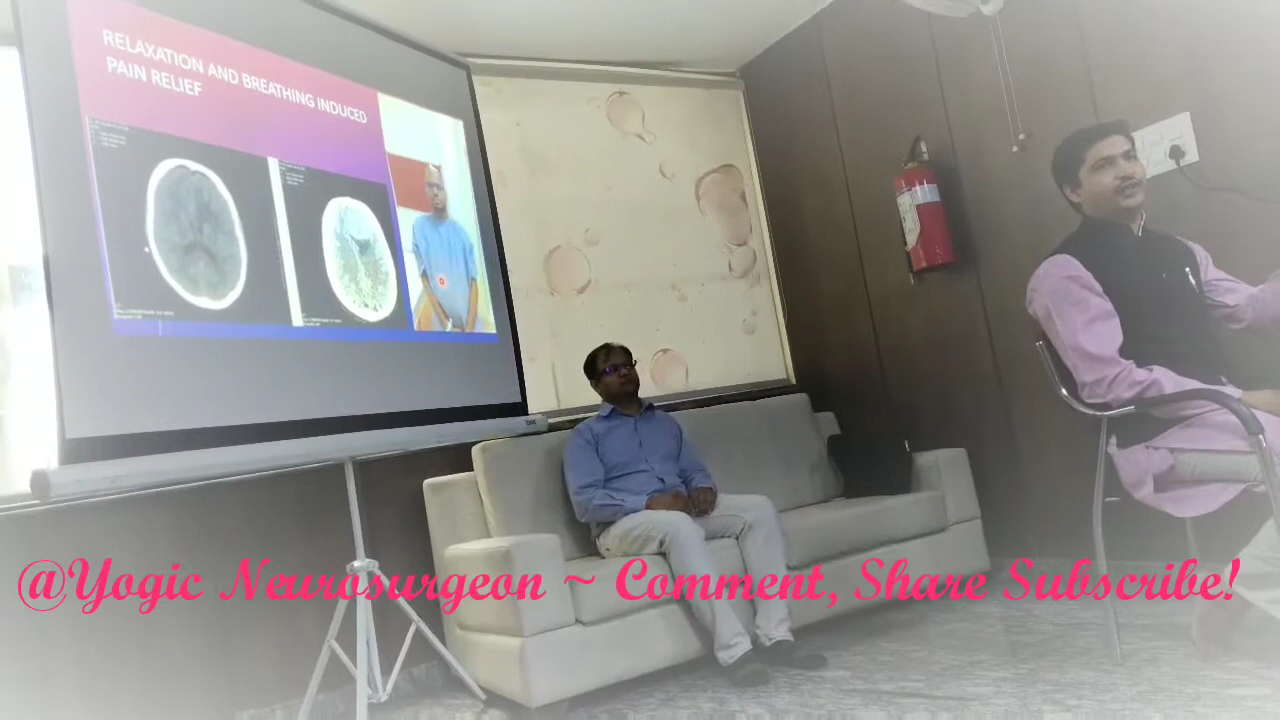 RELAXATION AND BREATHING INDUCED
PAIN RELIEF
@Yogic Neurosurgeon ~ Comment, Share Subscribe!